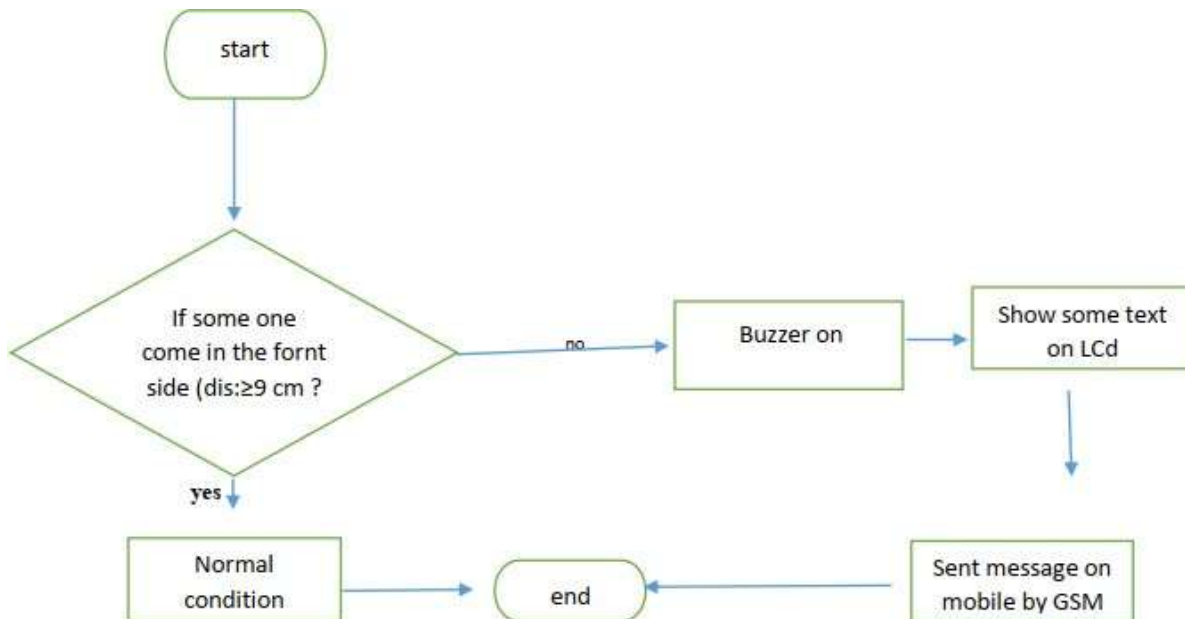 start
If some one
come in the fornt
side (dis:≥9 cm ?
no
Buzzer on
Show some text
on LCd
yes
Normal
condition
end
Sent message on
mobile by GSM